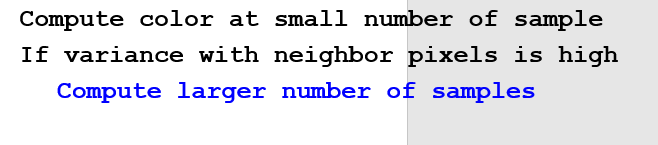 Compute color at small number of sample
If variance with neighbor pixels is high
Compute larger number of samples